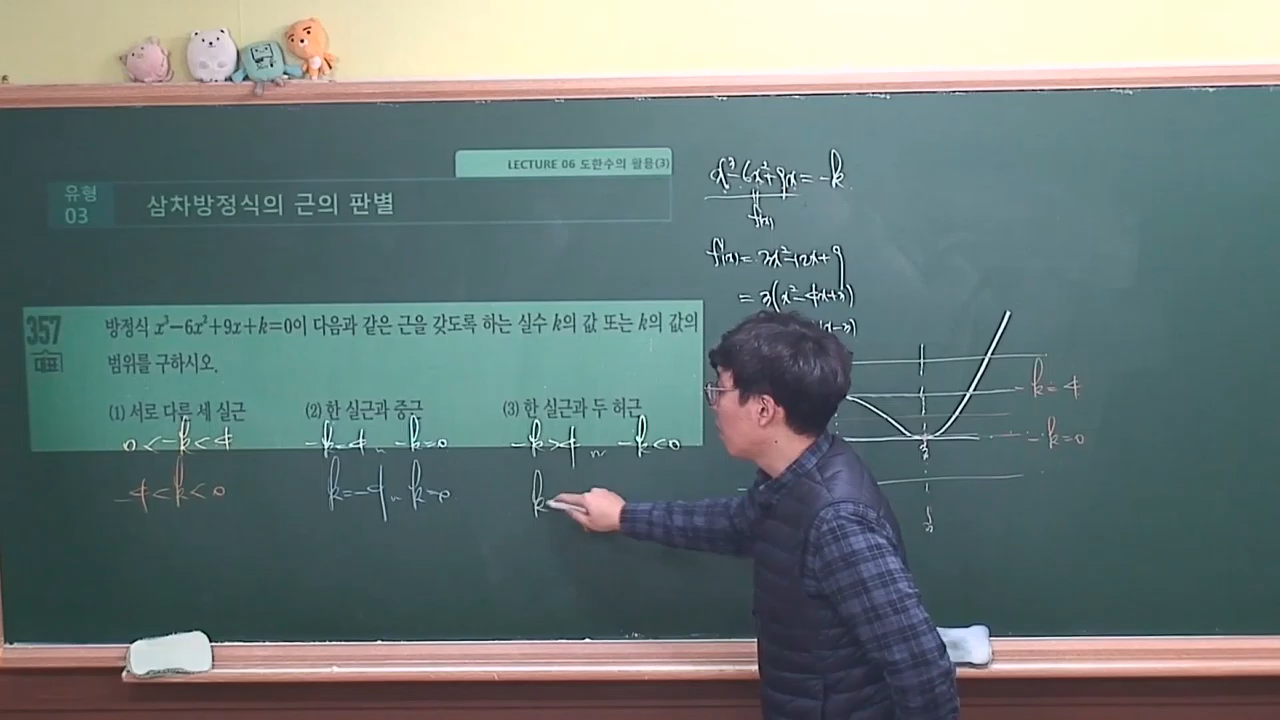 LECTURE 06 도한수의 활용(3)
유형 03
삼차방정식의 근의 판별
357
대표
방정식 x³−6x²+9x+k=0이 다음과 같은 근을 갖도록 하는 실수 k의 값 또는 k의 값의
범위를 구하시오.
(1) 서로 다른 세 실근 (2) 한 실근과 중근 (3) 한 실근과 두 허근
0<-k<4
-k=4 or -k=0
-k>4 or -k<0
-4<k<0
k=-4 or k=0
k
x³-6x²+9x=-k
f(x)
f'(x)=3x²-12x+9
=3(x²-4x+3)
x-3)
-k=4
-k=0